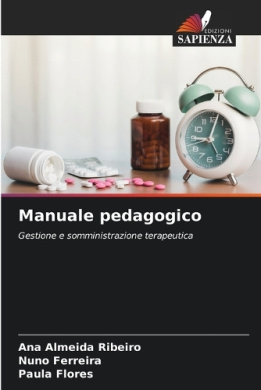 EDIZIONI
SAPIENZA
Manuale pedagogico
Gestione e somministrazione terapeutica
Ana Almeida Ribeiro
Nuno Ferreira
Paula Flores